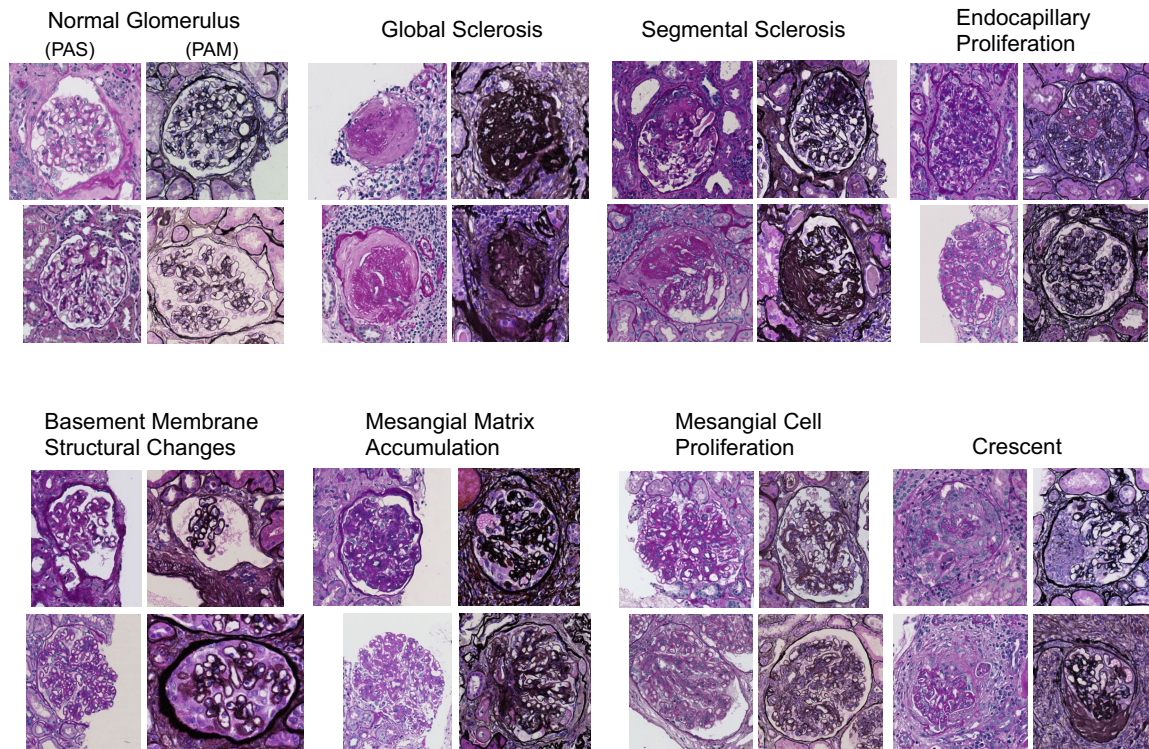 Normal Glomerulus
(PAS)
(PAM)
Global Sclerosis
Segmental Sclerosis
Endocapillary
Proliferation
Basement Membrane
Structural Changes
Mesangial Matrix
Accumulation
Mesangial Cell
Proliferation
Crescent